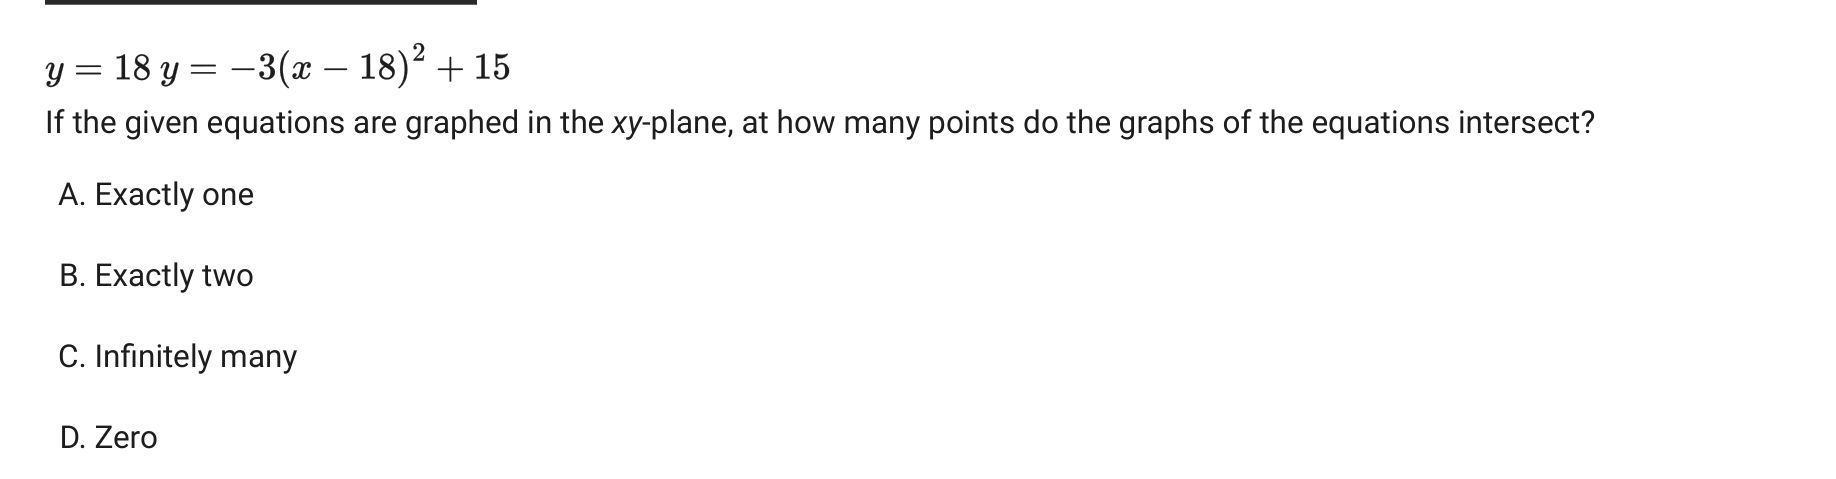 y = 18 y = −3(x − 18)² + 15
If the given equations are graphed in the xy-plane, at how many points do the graphs of the equations intersect?
A. Exactly one
B. Exactly two
C. Infinitely many
D. Zero